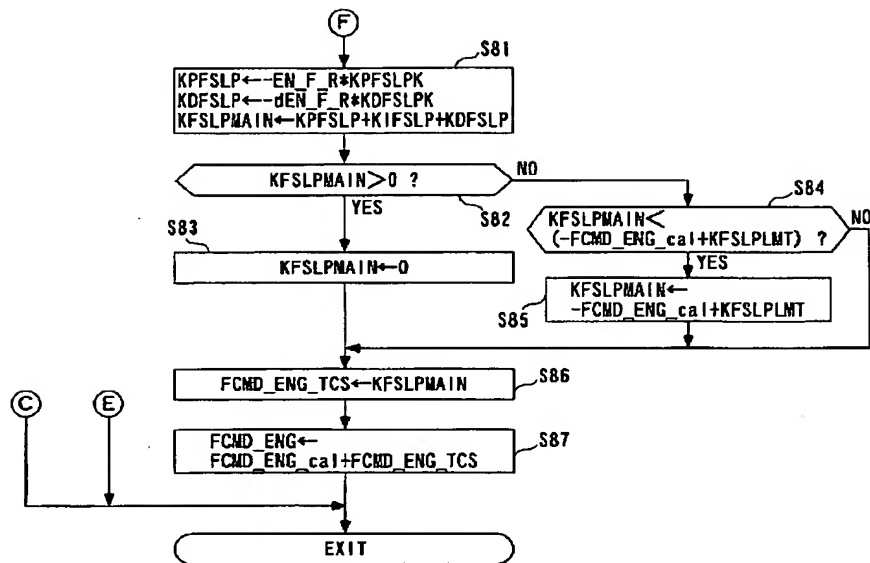 F
S81
KPFSLP←EN_F_R*KPFSLPK
KDFSLP←dEN_F_R*KDFSLPK
KFSLPMAIN←KPFSLP+KIFSLP+KDFSLP
KFSLPMAIN>0 ?
NO
S82
YES
S84
KFSLPMAIN<
(-FCMD_ENG_cal+KFSLPLMT) ?
NO
YES
S83
KFSLPMAIN←0
KFSLPMAIN←
-FCMD_ENG_cal+KFSLPLMT
S85
FCMD_ENG_TCS←KFSLPMAIN
S86
C
E
FCMD_ENG←
FCMD_ENG_cal+FCMD_ENG_TCS
S87
EXIT